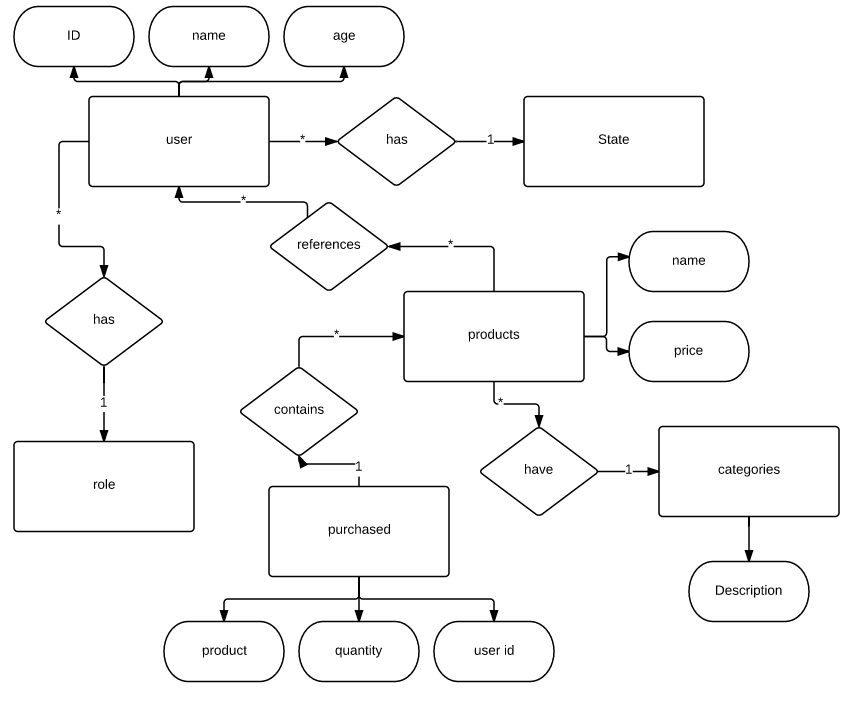 ID
name
age
user
*
has
1
State
*
references
*
*
name
has
products
*
price
1
contains
*
have
1
categories
role
1
purchased
Description
product
quantity
user id